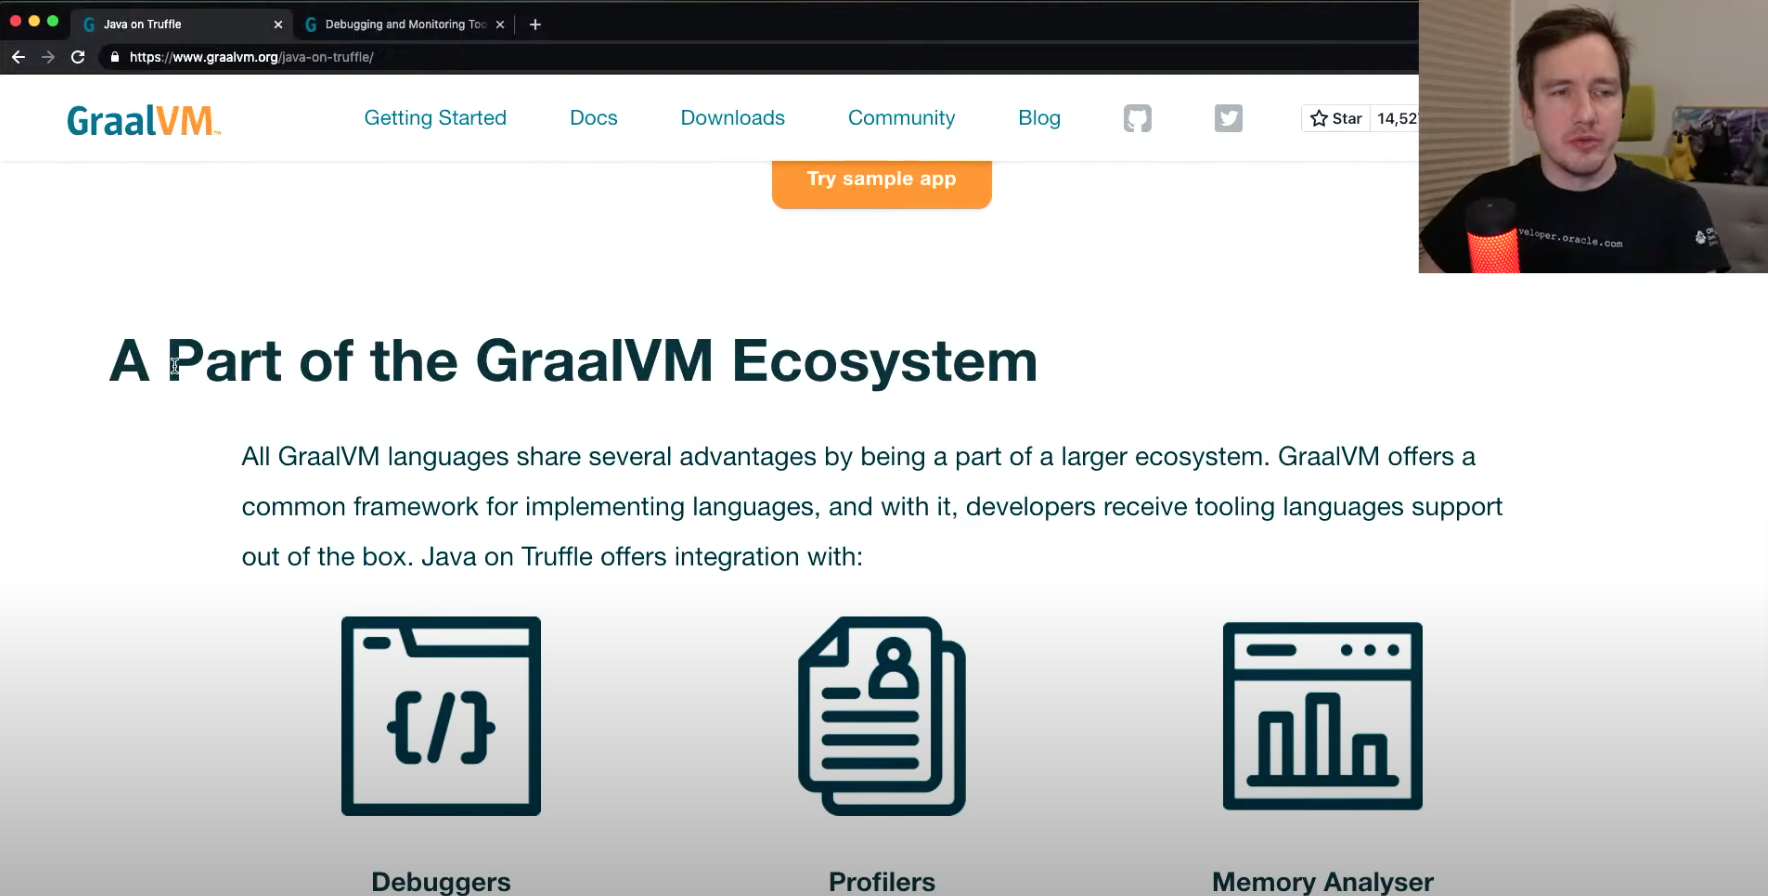 Java on Truffle
Debugging and Monitoring Too
https://www.graalvm.org/java-on-truffle/
GraalVM™
Getting Started
Docs
Downloads
Community
Blog
Star
14,52
Try sample app
veloper.oracle.com
A Part of the GraalVM Ecosystem
All GraalVM languages share several advantages by being a part of a larger ecosystem. GraalVM offers a
common framework for implementing languages, and with it, developers receive tooling languages support
out of the box. Java on Truffle offers integration with:
{/}
Debuggers
Profilers
Memory Analyser